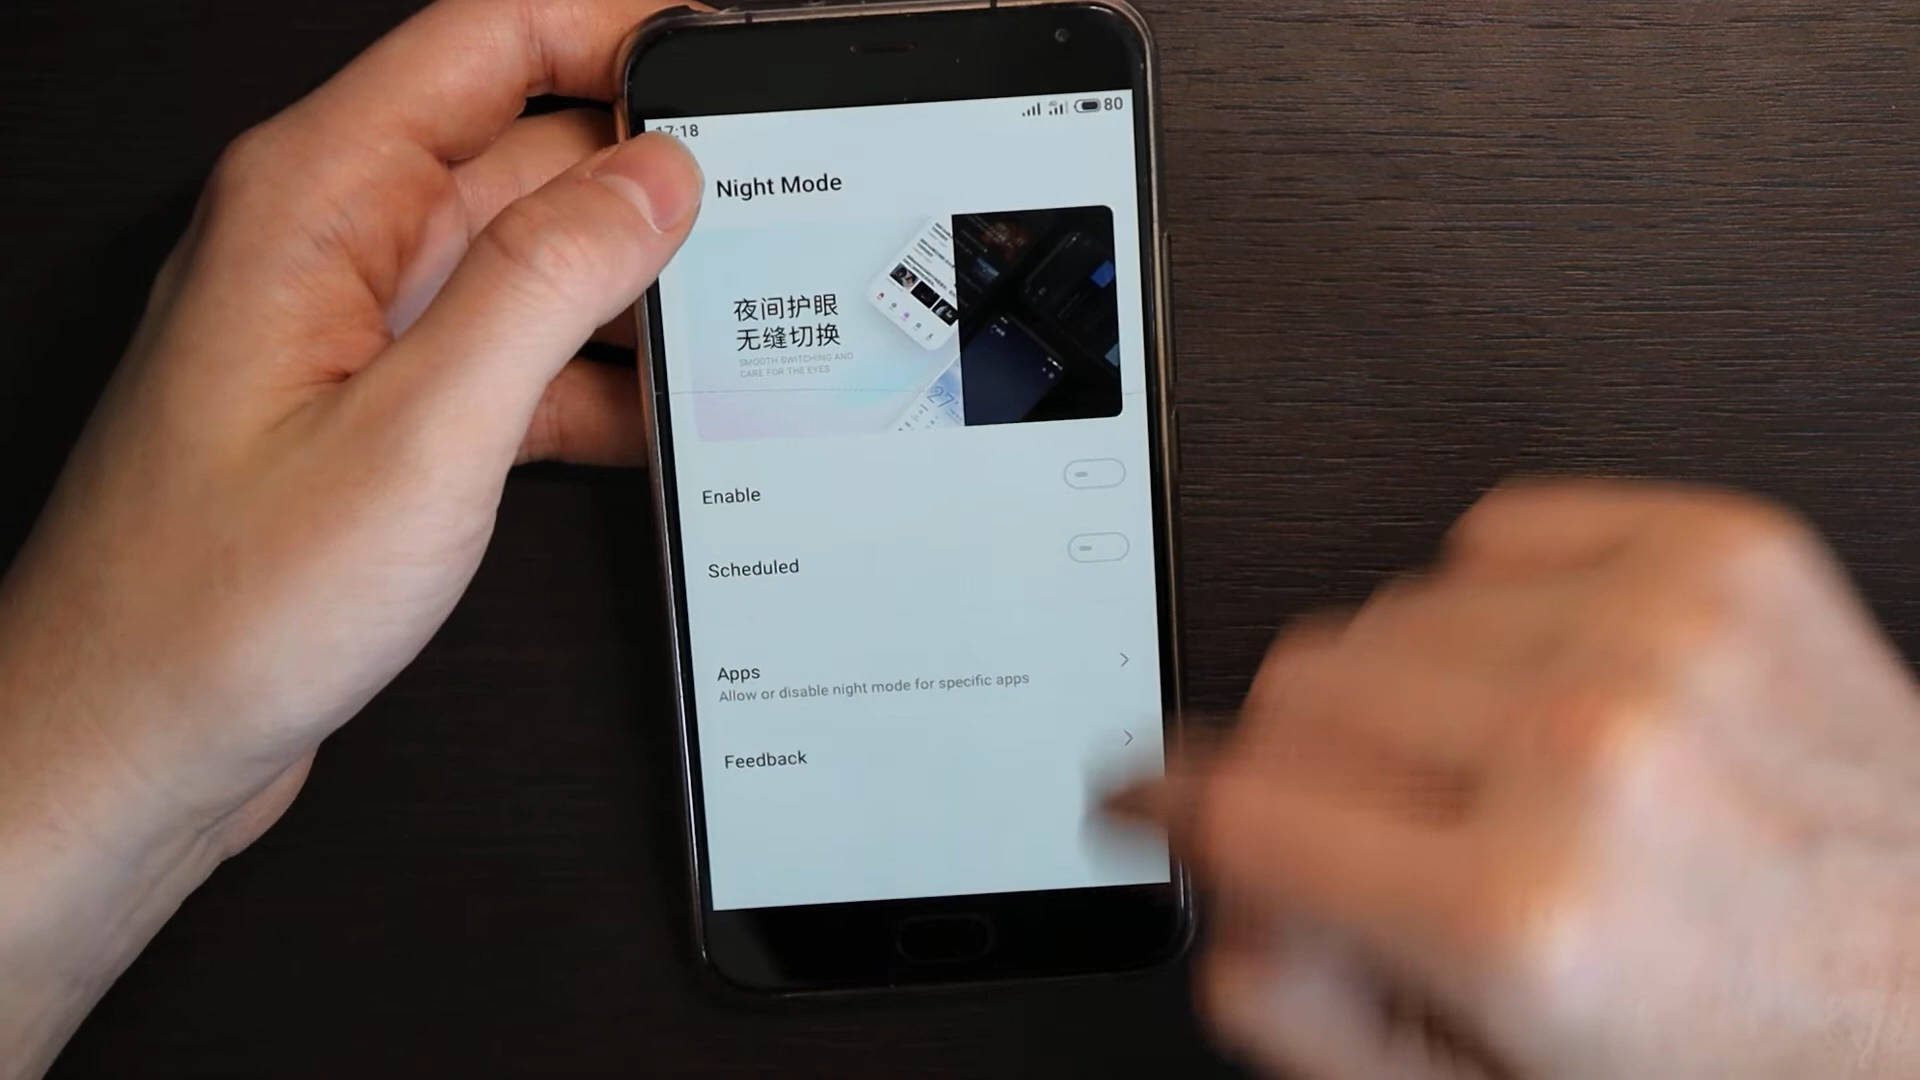 17:18
80
Night Mode
夜间护眼
无缝切换
SMOOTH SWITCHING AND
CARE FOR THE EYES
27°
Enable
Scheduled
Apps
Allow or disable night mode for specific apps
Feedback